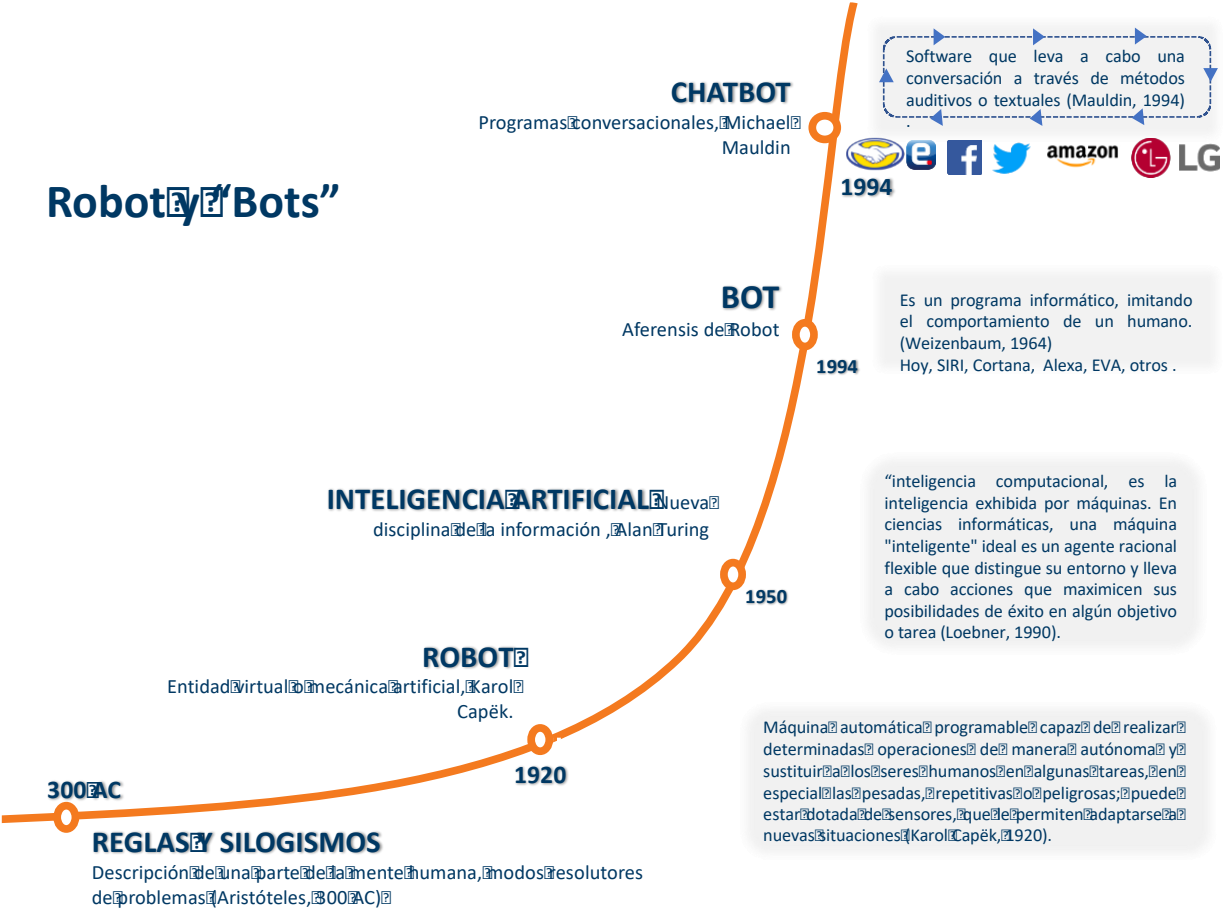 Robot y “Bots”
CHATBOT
Programas conversacionales, Michael
Mauldin
1994
Software que leva a cabo una
conversación a través de métodos
auditivos o textuales (Mauldin, 1994)
.
e
f
amazon
LG
BOT
Aferensis de Robot
1994
Es un programa informático, imitando
el comportamiento de un humano.
(Weizenbaum, 1964)
Hoy, SIRI, Cortana, Alexa, EVA, otros .
INTELIGENCIA ARTIFICIAL Nueva
disciplina de la información , Alan Turing
1950
“inteligencia computacional, es la
inteligencia exhibida por máquinas. En
ciencias informáticas, una máquina
"inteligente" ideal es un agente racional
flexible que distingue su entorno y lleva
a cabo acciones que maximicen sus
posibilidades de éxito en algún objetivo
o tarea (Loebner, 1990).
ROBOT
Entidad virtual o mecánica artificial, Karol
Capëk.
1920
Máquina automática programable capaz de realizar
determinadas operaciones de manera autónoma y
sustituir a los seres humanos en algunas tareas, en
especial las pesadas, repetitivas o peligrosas; puede
estar dotada de sensores, que le permiten adaptarse a
nuevas situaciones (Karol Capëk, 1920).
300 AC
REGLAS Y SILOGISMOS
Descripción de una parte de la mente humana, modos resolutores
de problemas (Aristóteles, 300 AC)